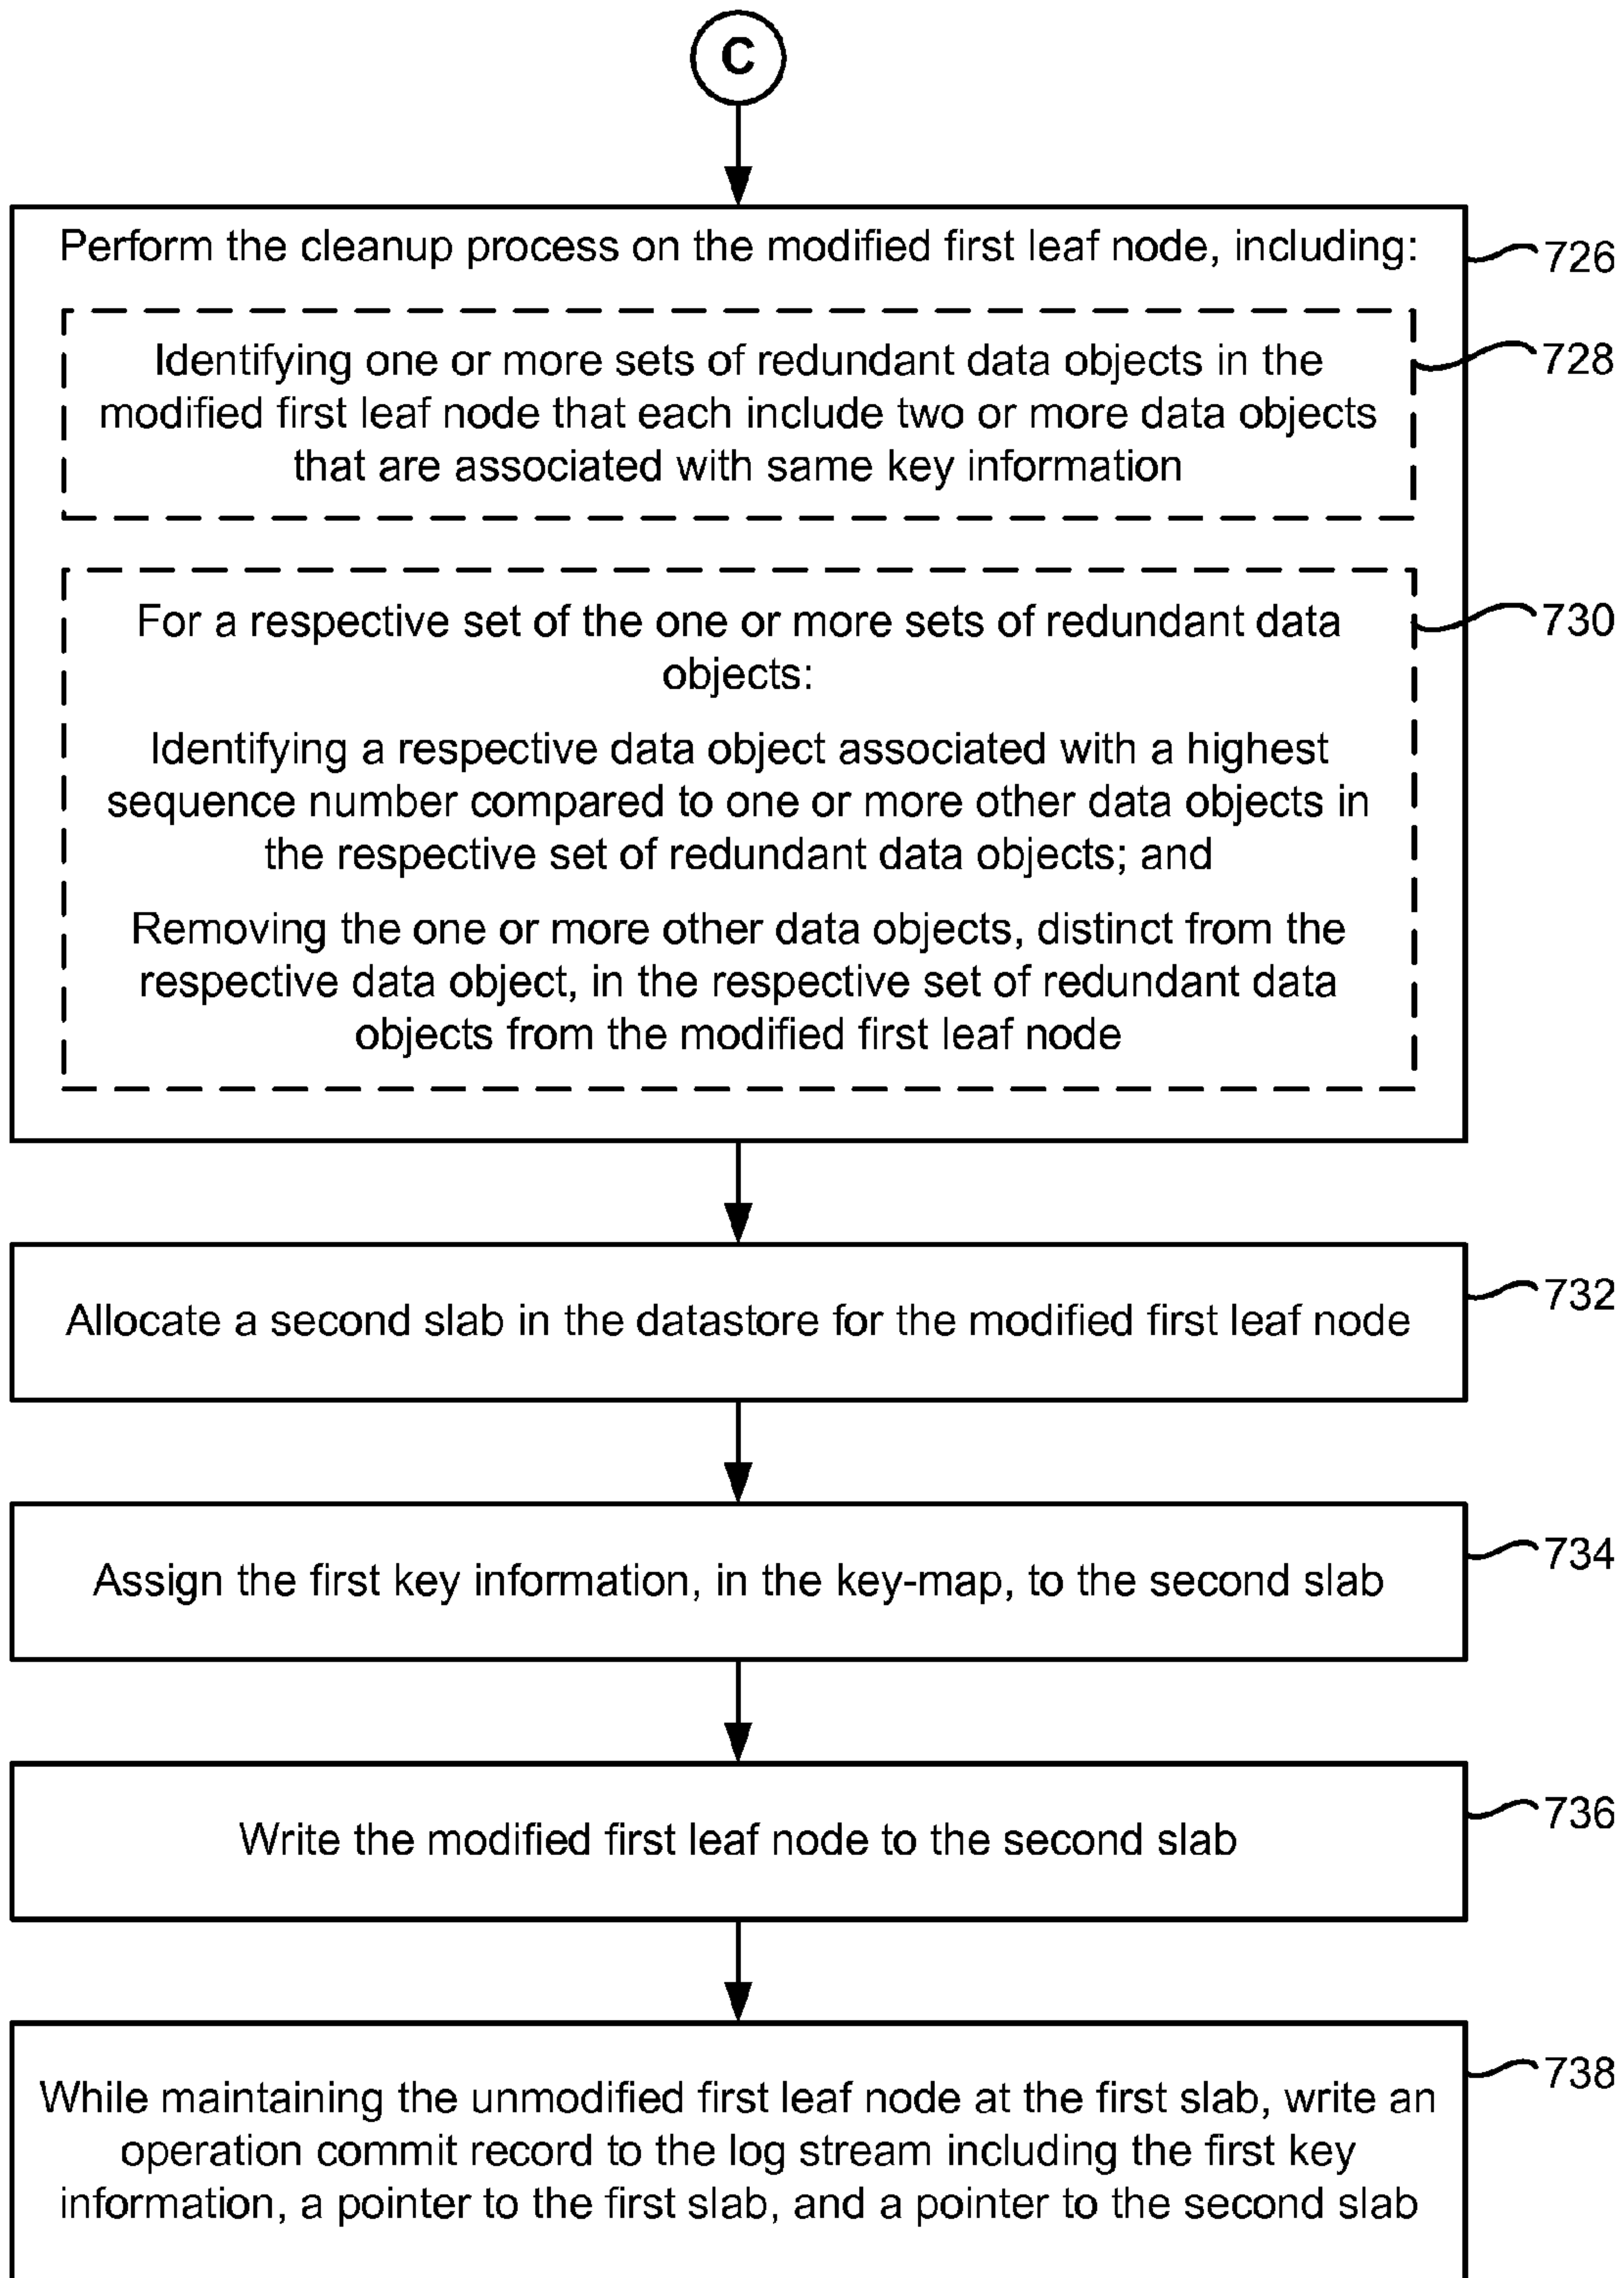 C
Perform the cleanup process on the modified first leaf node, including:
726
Identifying one or more sets of redundant data objects in the
modified first leaf node that each include two or more data objects
that are associated with same key information
728
For a respective set of the one or more sets of redundant data
objects:
730
Identifying a respective data object associated with a highest
sequence number compared to one or more other data objects in
the respective set of redundant data objects; and
Removing the one or more other data objects, distinct from the
respective data object, in the respective set of redundant data
objects from the modified first leaf node
Allocate a second slab in the datastore for the modified first leaf node
732
Assign the first key information, in the key-map, to the second slab
734
Write the modified first leaf node to the second slab
736
While maintaining the unmodified first leaf node at the first slab, write an
operation commit record to the log stream including the first key
information, a pointer to the first slab, and a pointer to the second slab
738